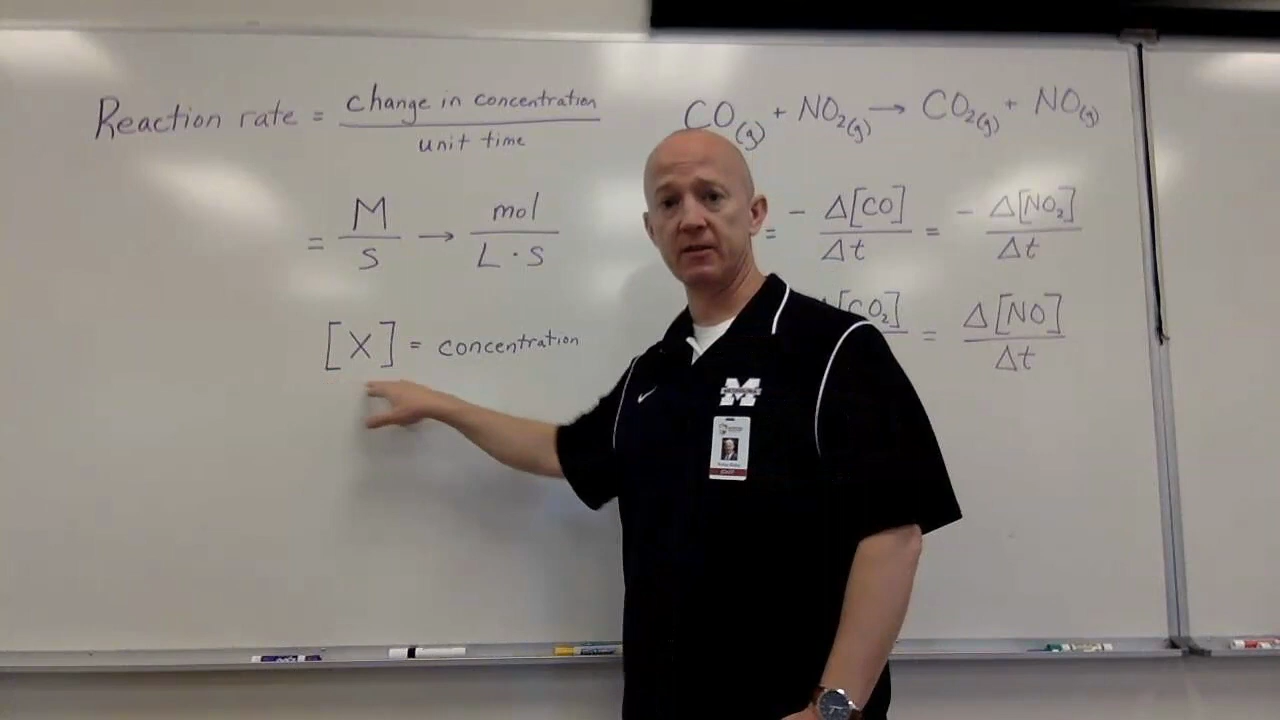 Reaction rate = change in concentration / unit time
= M / s → mol / L · s
[X] = concentration
CO(g) + NO₂(g) → CO₂(g) + NO(g)
= - Δ[CO] / Δt = - Δ[NO₂] / Δt
Δ[CO₂] = Δ[NO] / Δt
M